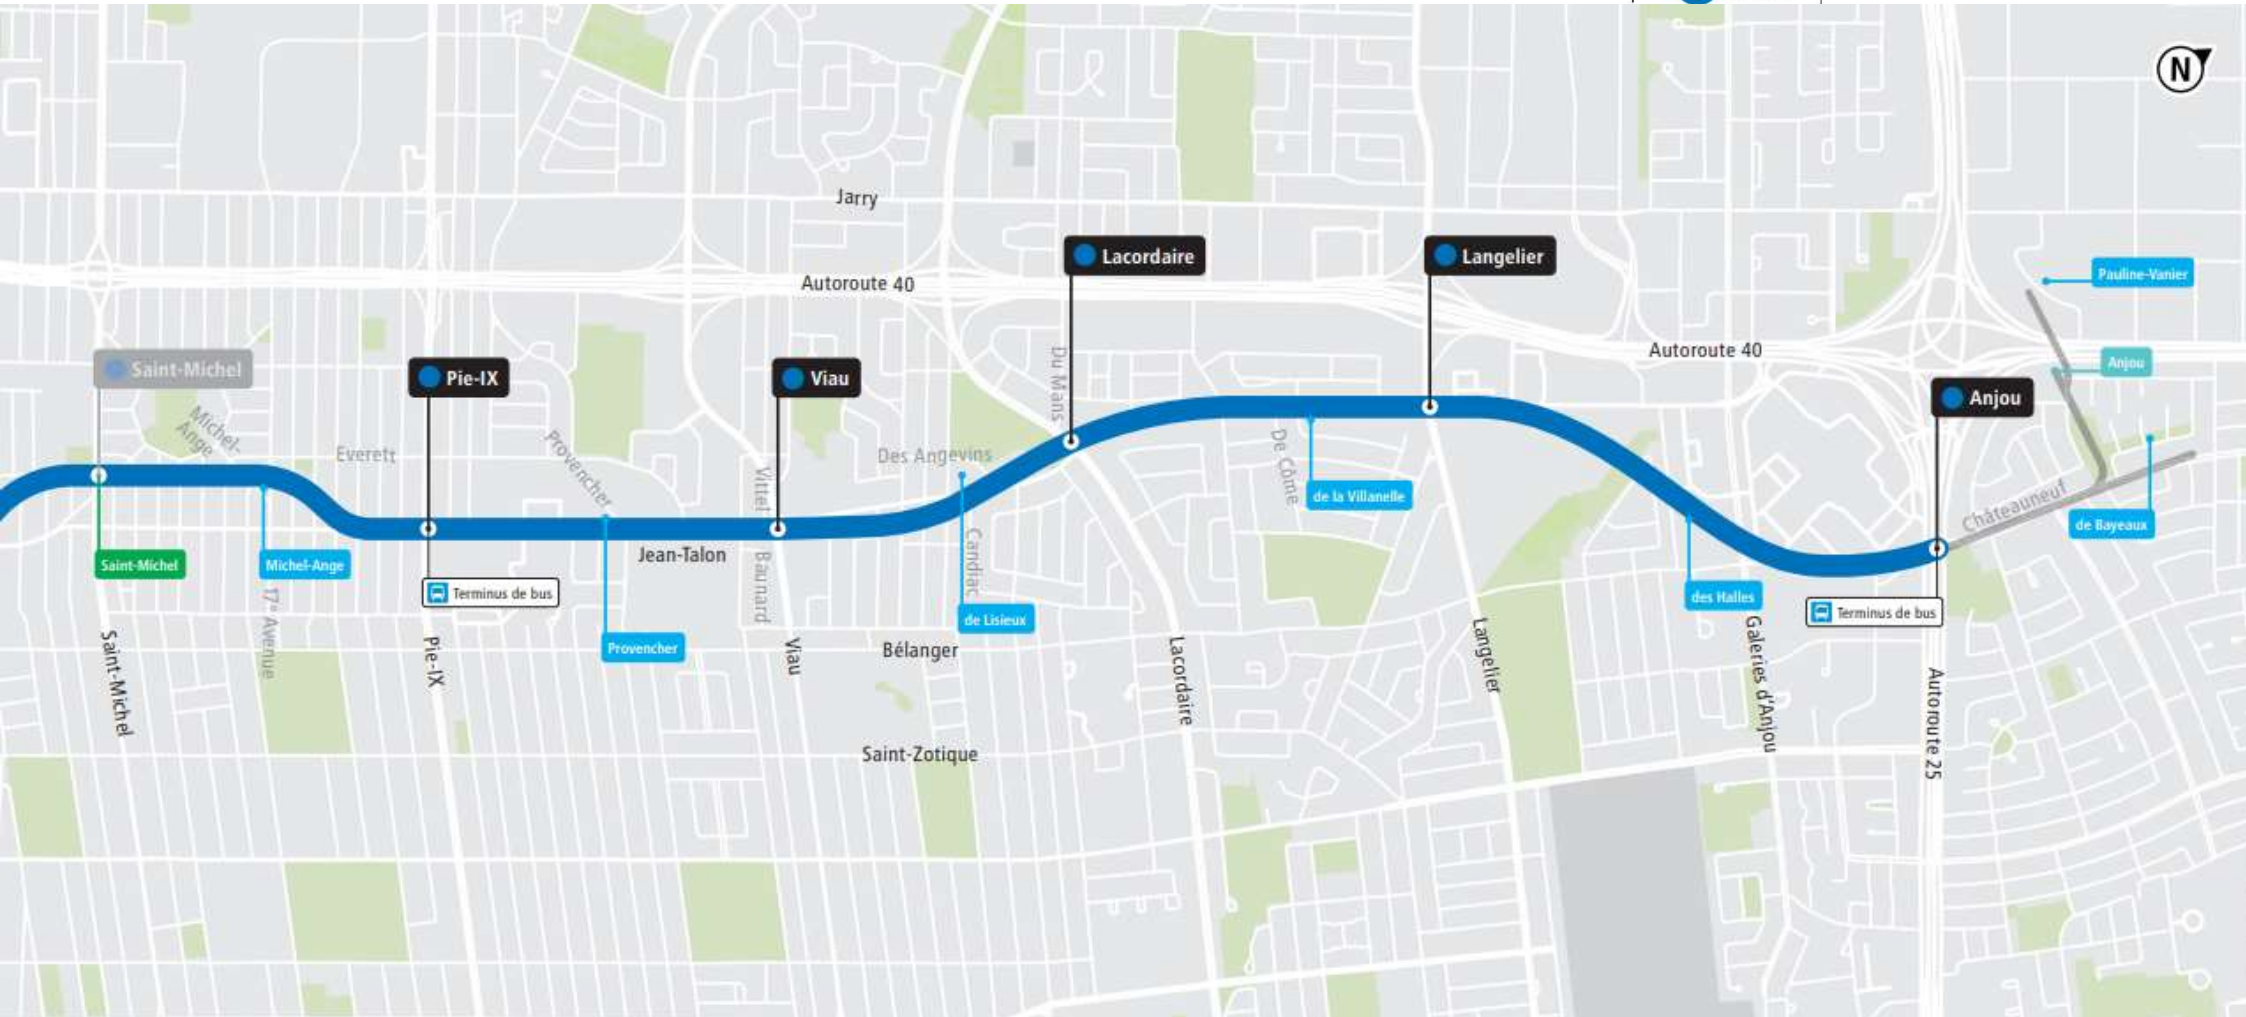 N
Jarry
Lacordaire
Langelier
Autoroute 40
Pauline-Vanier
Autoroute 40
Anjou
Saint-Michel
Pie-IX
Viau
Anjou
Du Mans
Michel-
Ange
Everett
Provencher
Vittel
Des Angevins
De Côme
de la Villanelle
Châteauneuf
de Bayeaux
Saint-Michel
Michel-Ange
Jean-Talon
Baunard
Candiac
Terminus de bus
des Halles
Terminus de bus
17e Avenue
de Lisieux
Provencher
Saint-Michel
Pie-IX
Viau
Bélanger
Lacordaire
Langelier
Galeries d'Anjou
Autoroute 25
Saint-Zotique